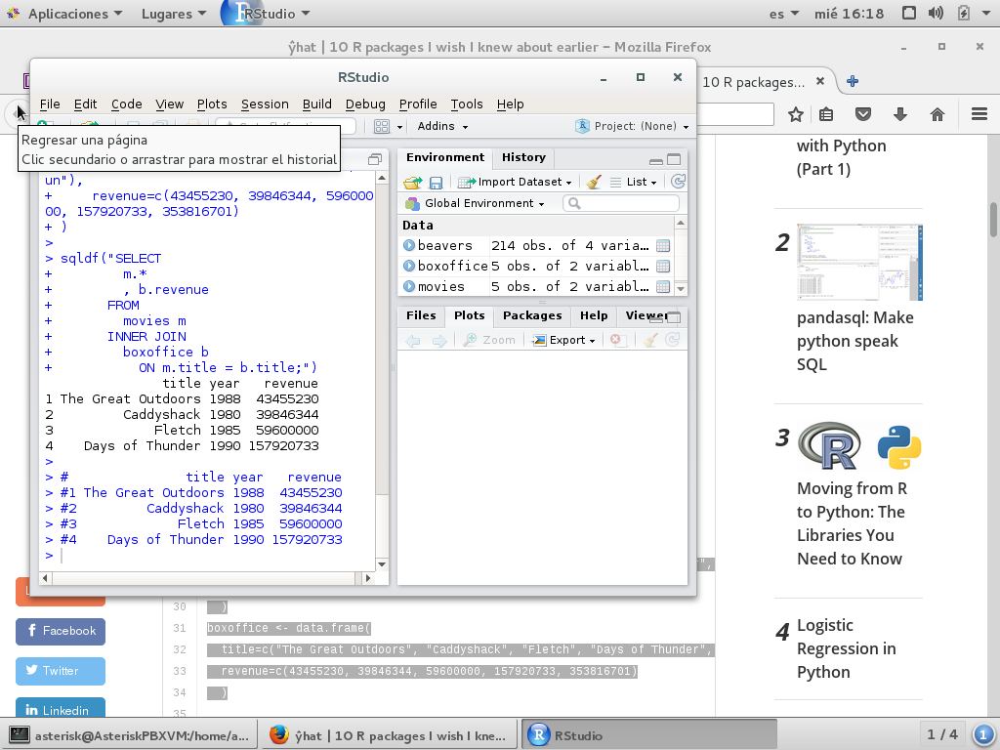 Aplicaciones
Lugares
RStudio
es
mié 16:18
ŷhat | 10 R packages I wish I knew about earlier – Mozilla Firefox
10 R packages...
RStudio
File Edit Code View Plots Session Build Debug Profile Tools Help
Addins
Project: (None)
Regresar una página
Clic secundario o arrastrar para mostrar el historial
un"),
+     revenue=c(43455230, 39846344, 596000
00, 157920733, 353816701)
+ )
>
> sqldf("SELECT
+         m.*
+         , b.revenue
+       FROM
+         movies m
+       INNER JOIN
+         boxoffice b
+           ON m.title = b.title;")
title year revenue
1 The Great Outdoors 1988 43455230
2 Caddyshack 1980 39846344
3 Fletch 1985 59600000
4 Days of Thunder 1990 157920733
>
> # title year revenue
> #1 The Great Outdoors 1988 43455230
> #2 Caddyshack 1980 39846344
> #3 Fletch 1985 59600000
> #4 Days of Thunder 1990 157920733
>
Environment History
Import Dataset
List
Global Environment
Data
beavers 214 obs. of 4 varia...
boxoffice 5 obs. of 2 variabl...
movies 5 obs. of 2 variabl...
Files Plots Packages Help Viewer
Zoom
Export
with Python
(Part 1)
2
pandasql: Make
python speak
SQL
3
Moving from R
to Python: The
Libraries You
Need to Know
4
Logistic
Regression in
Python
Facebook
Twitter
Linkedin
30 )
31 boxoffice <- data.frame(
32 title=c("The Great Outdoors", "Caddyshack", "Fletch", "Days of Thunder",
33 revenue=c(43455230, 39846344, 59600000, 157920733, 353816701)
34 )
35
asterisk@AsteriskPBXVM:/home/a...
ŷhat | 10 R packages I wish I kne...
RStudio
1 / 4
1